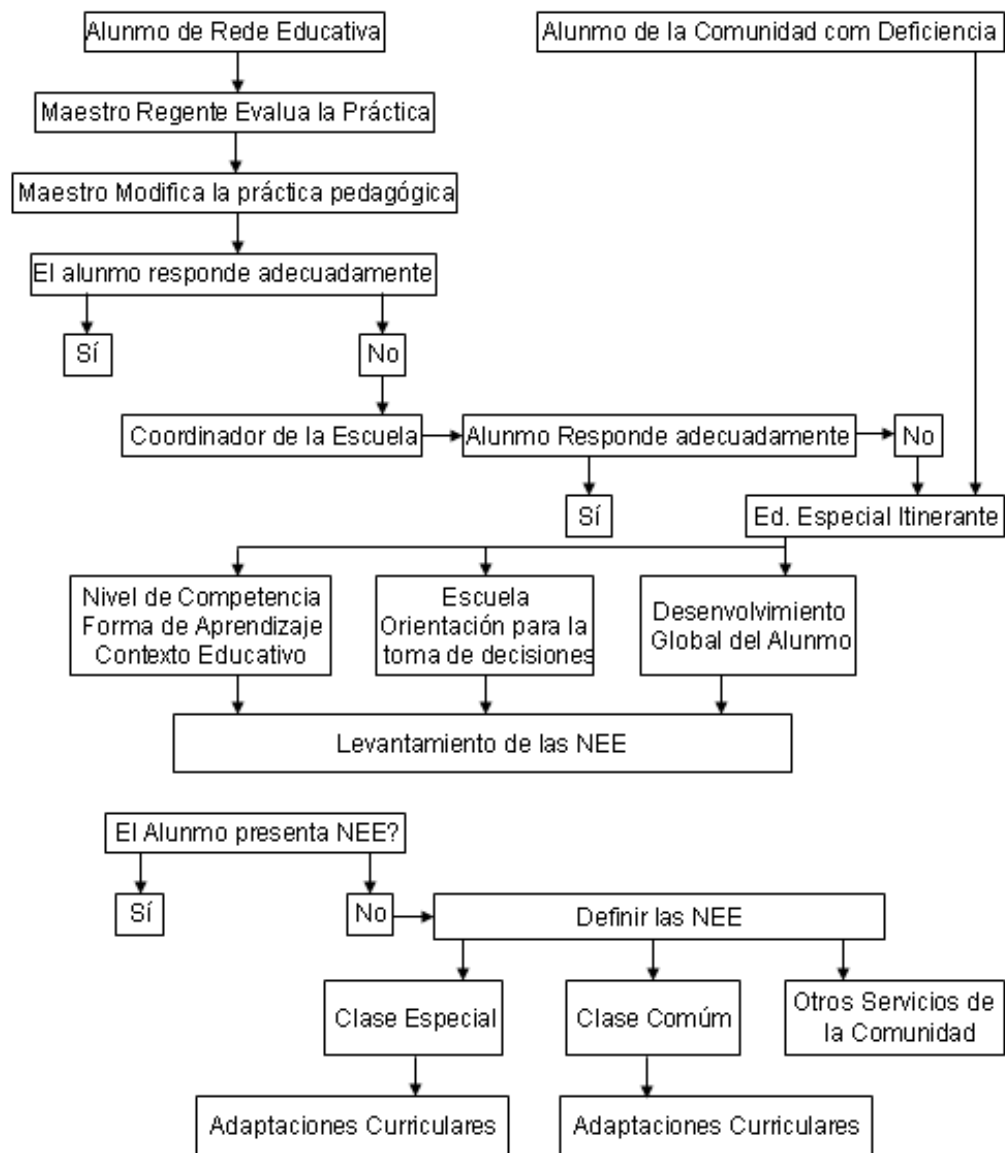 Alunmo de Rede Educativa
Alunmo de la Comunidad com Deficiencia
Maestro Regente Evalua la Práctica
Maestro Modifica la práctica pedagógica
El alunmo responde adecuadamente
Sí
No
Coordinador de la Escuela
Alunmo Responde adecuadamente
No
Sí
Ed. Especial Itinerante
Nivel de Competencia
Forma de Aprendizaje
Contexto Educativo
Escuela
Orientación para la
toma de decisiones
Desenvolvimiento
Global del Alunmo
Levantamiento de las NEE
El Alunmo presenta NEE?
Sí
No
Definir las NEE
Clase Especial
Clase Comúm
Otros Servicios de
la Comunidad
Adaptaciones Curriculares
Adaptaciones Curriculares